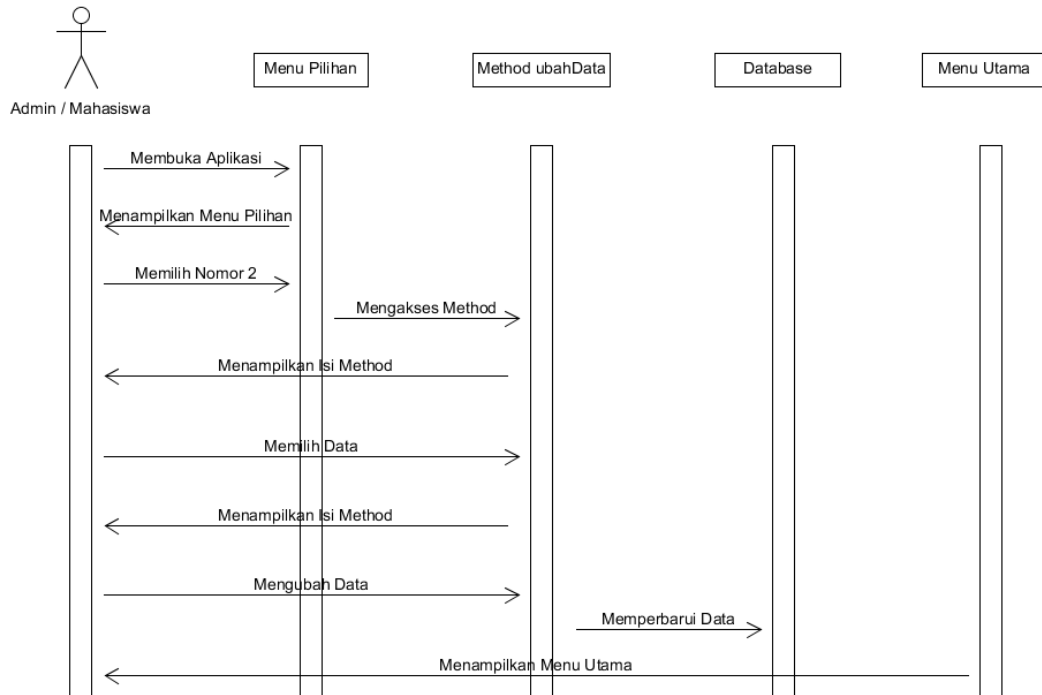 Menu Pilihan
Method ubahData
Database
Menu Utama
Admin / Mahasiswa
Membuka Aplikasi
Menampilkan Menu Pilihan
Memilih Nomor 2
Mengakses Method
Menampilkan Isi Method
Memilih Data
Menampilkan Isi Method
Mengubah Data
Memperbarui Data
Menampilkan Menu Utama